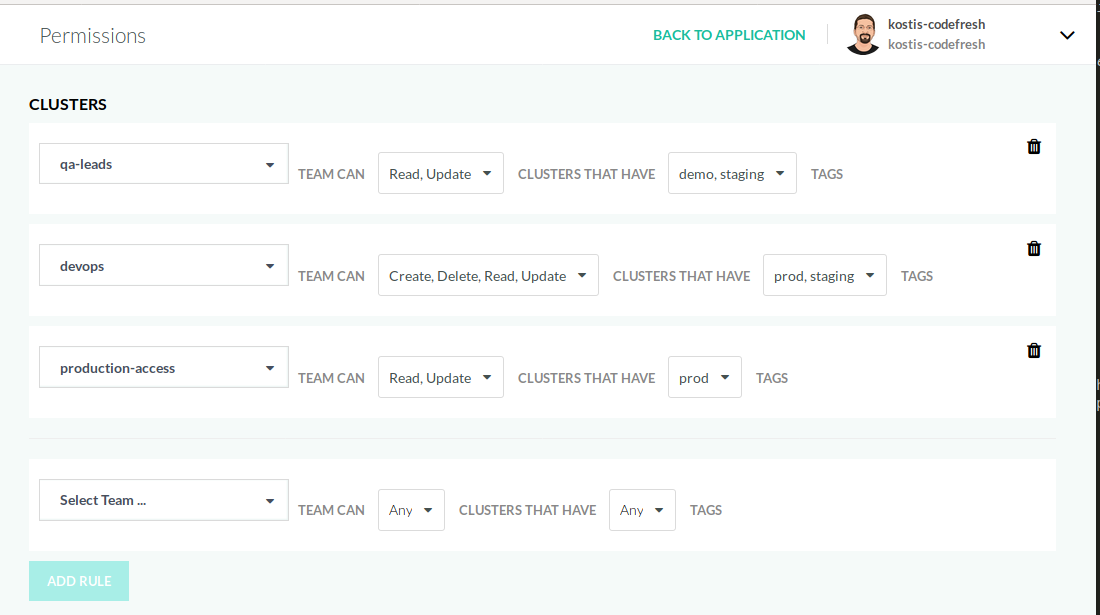 Permissions
BACK TO APPLICATION
kostis-codefresh
kostis-codefresh
CLUSTERS
qa-leads TEAM CAN Read, Update CLUSTERS THAT HAVE demo, staging TAGS
devops TEAM CAN Create, Delete, Read, Update CLUSTERS THAT HAVE prod, staging TAGS
production-access TEAM CAN Read, Update CLUSTERS THAT HAVE prod TAGS
Select Team ... TEAM CAN Any CLUSTERS THAT HAVE Any TAGS
ADD RULE